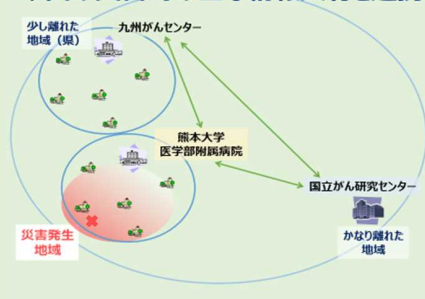 少し離れた
地域（県）
九州がんセンター
熊本大学
医学部附属病院
国立がん研究センター
かなり離れた
地域
災害発生
地域